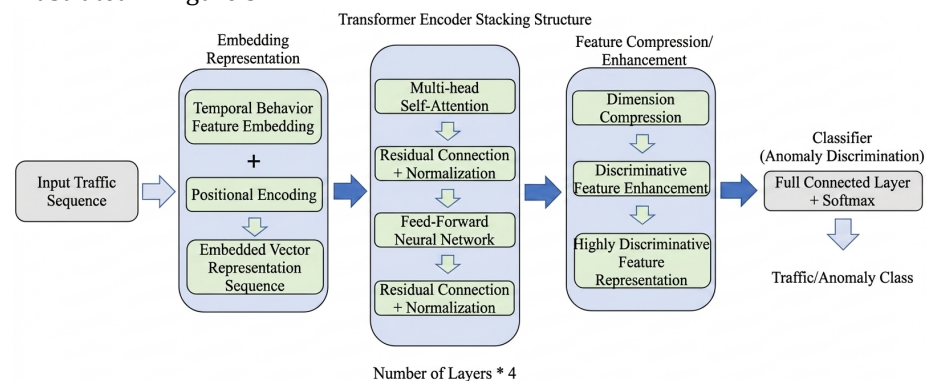 Transformer Encoder Stacking Structure
Embedding
Representation
Feature Compression/
Enhancement
Input Traffic
Sequence
Temporal Behavior
Feature Embedding
+
Positional Encoding
Embedded Vector
Representation
Sequence
Multi-head
Self-Attention
Residual Connection
+ Normalization
Feed-Forward
Neural Network
Residual Connection
+ Normalization
Dimension
Compression
Discriminative
Feature Enhancement
Highly Discriminative
Feature
Representation
Classifier
(Anomaly Discrimination)
Full Connected Layer
+ Softmax
Traffic/Anomaly Class
Number of Layers * 4